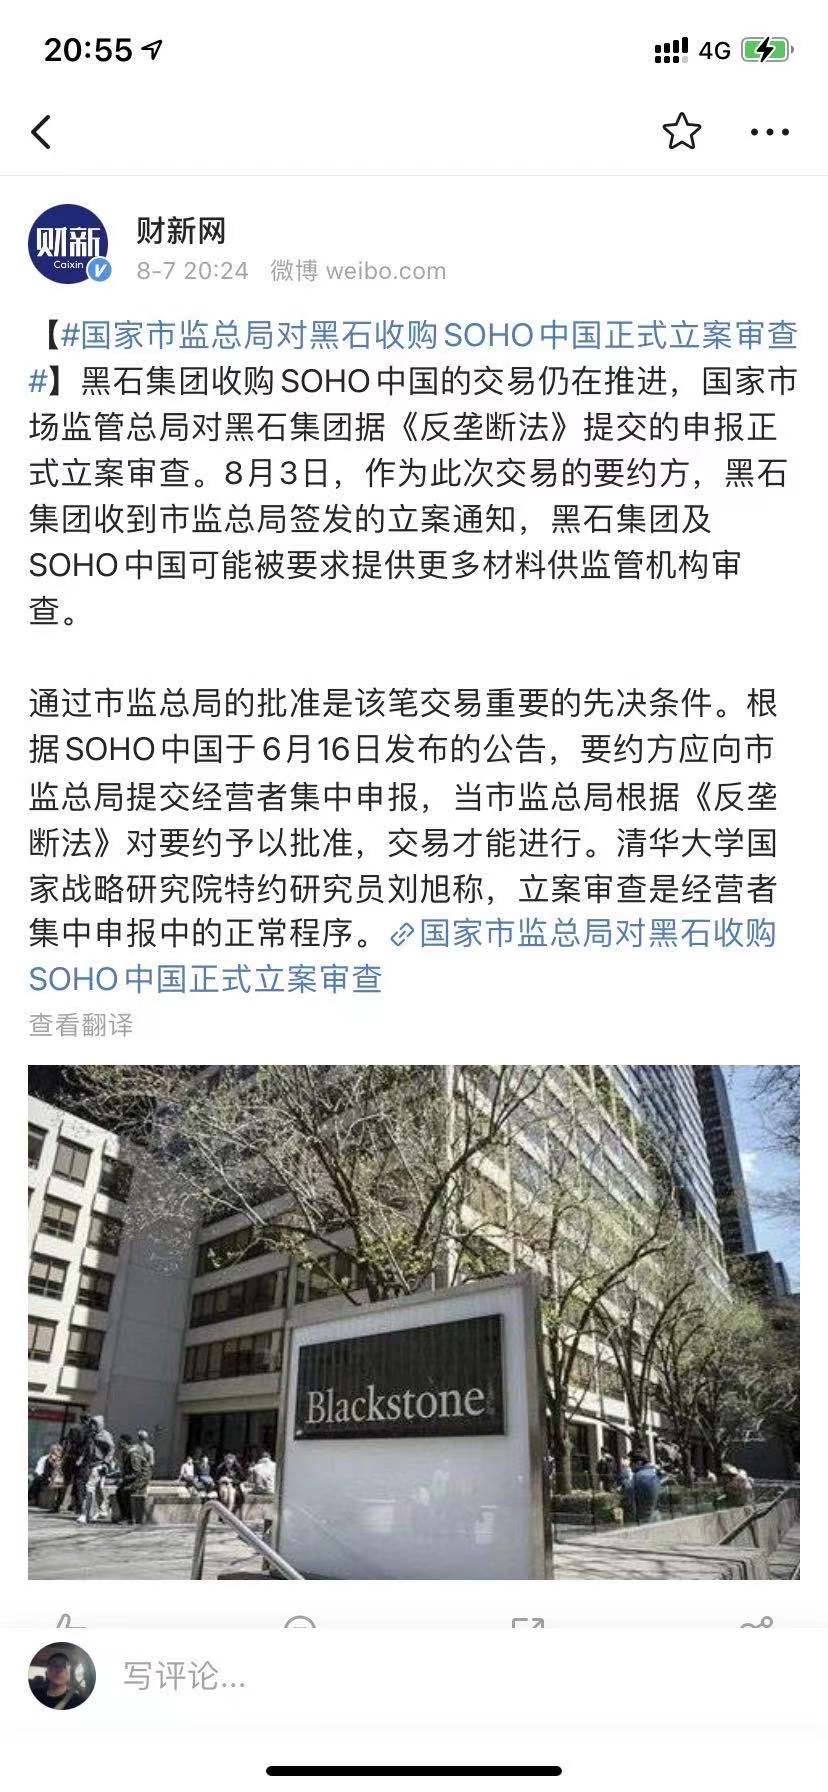 20:55
4G
财新
Caixin
财新网
8-7 20:24 微博 weibo.com
【#国家市监总局对黑石收购SOHO中国正式立案审查
#】黑石集团收购SOHO中国的交易仍在推进，国家市
场监管总局对黑石集团据《反垄断法》提交的申报正
式立案审查。8月3日，作为此次交易的要约方，黑石
集团收到市监总局签发的立案通知，黑石集团及
SOHO中国可能被要求提供更多材料供监管机构审
查。
通过市监总局的批准是该笔交易重要的先决条件。根
据SOHO中国于6月16日发布的公告，要约方应向市
监总局提交经营者集中申报，当市监总局根据《反垄
断法》对要约予以批准，交易才能进行。清华大学国
家战略研究院特约研究员刘旭称，立案审查是经营者
集中申报中的正常程序。国家市监总局对黑石收购
SOHO中国正式立案审查
查看翻译
Blackstone
写评论...